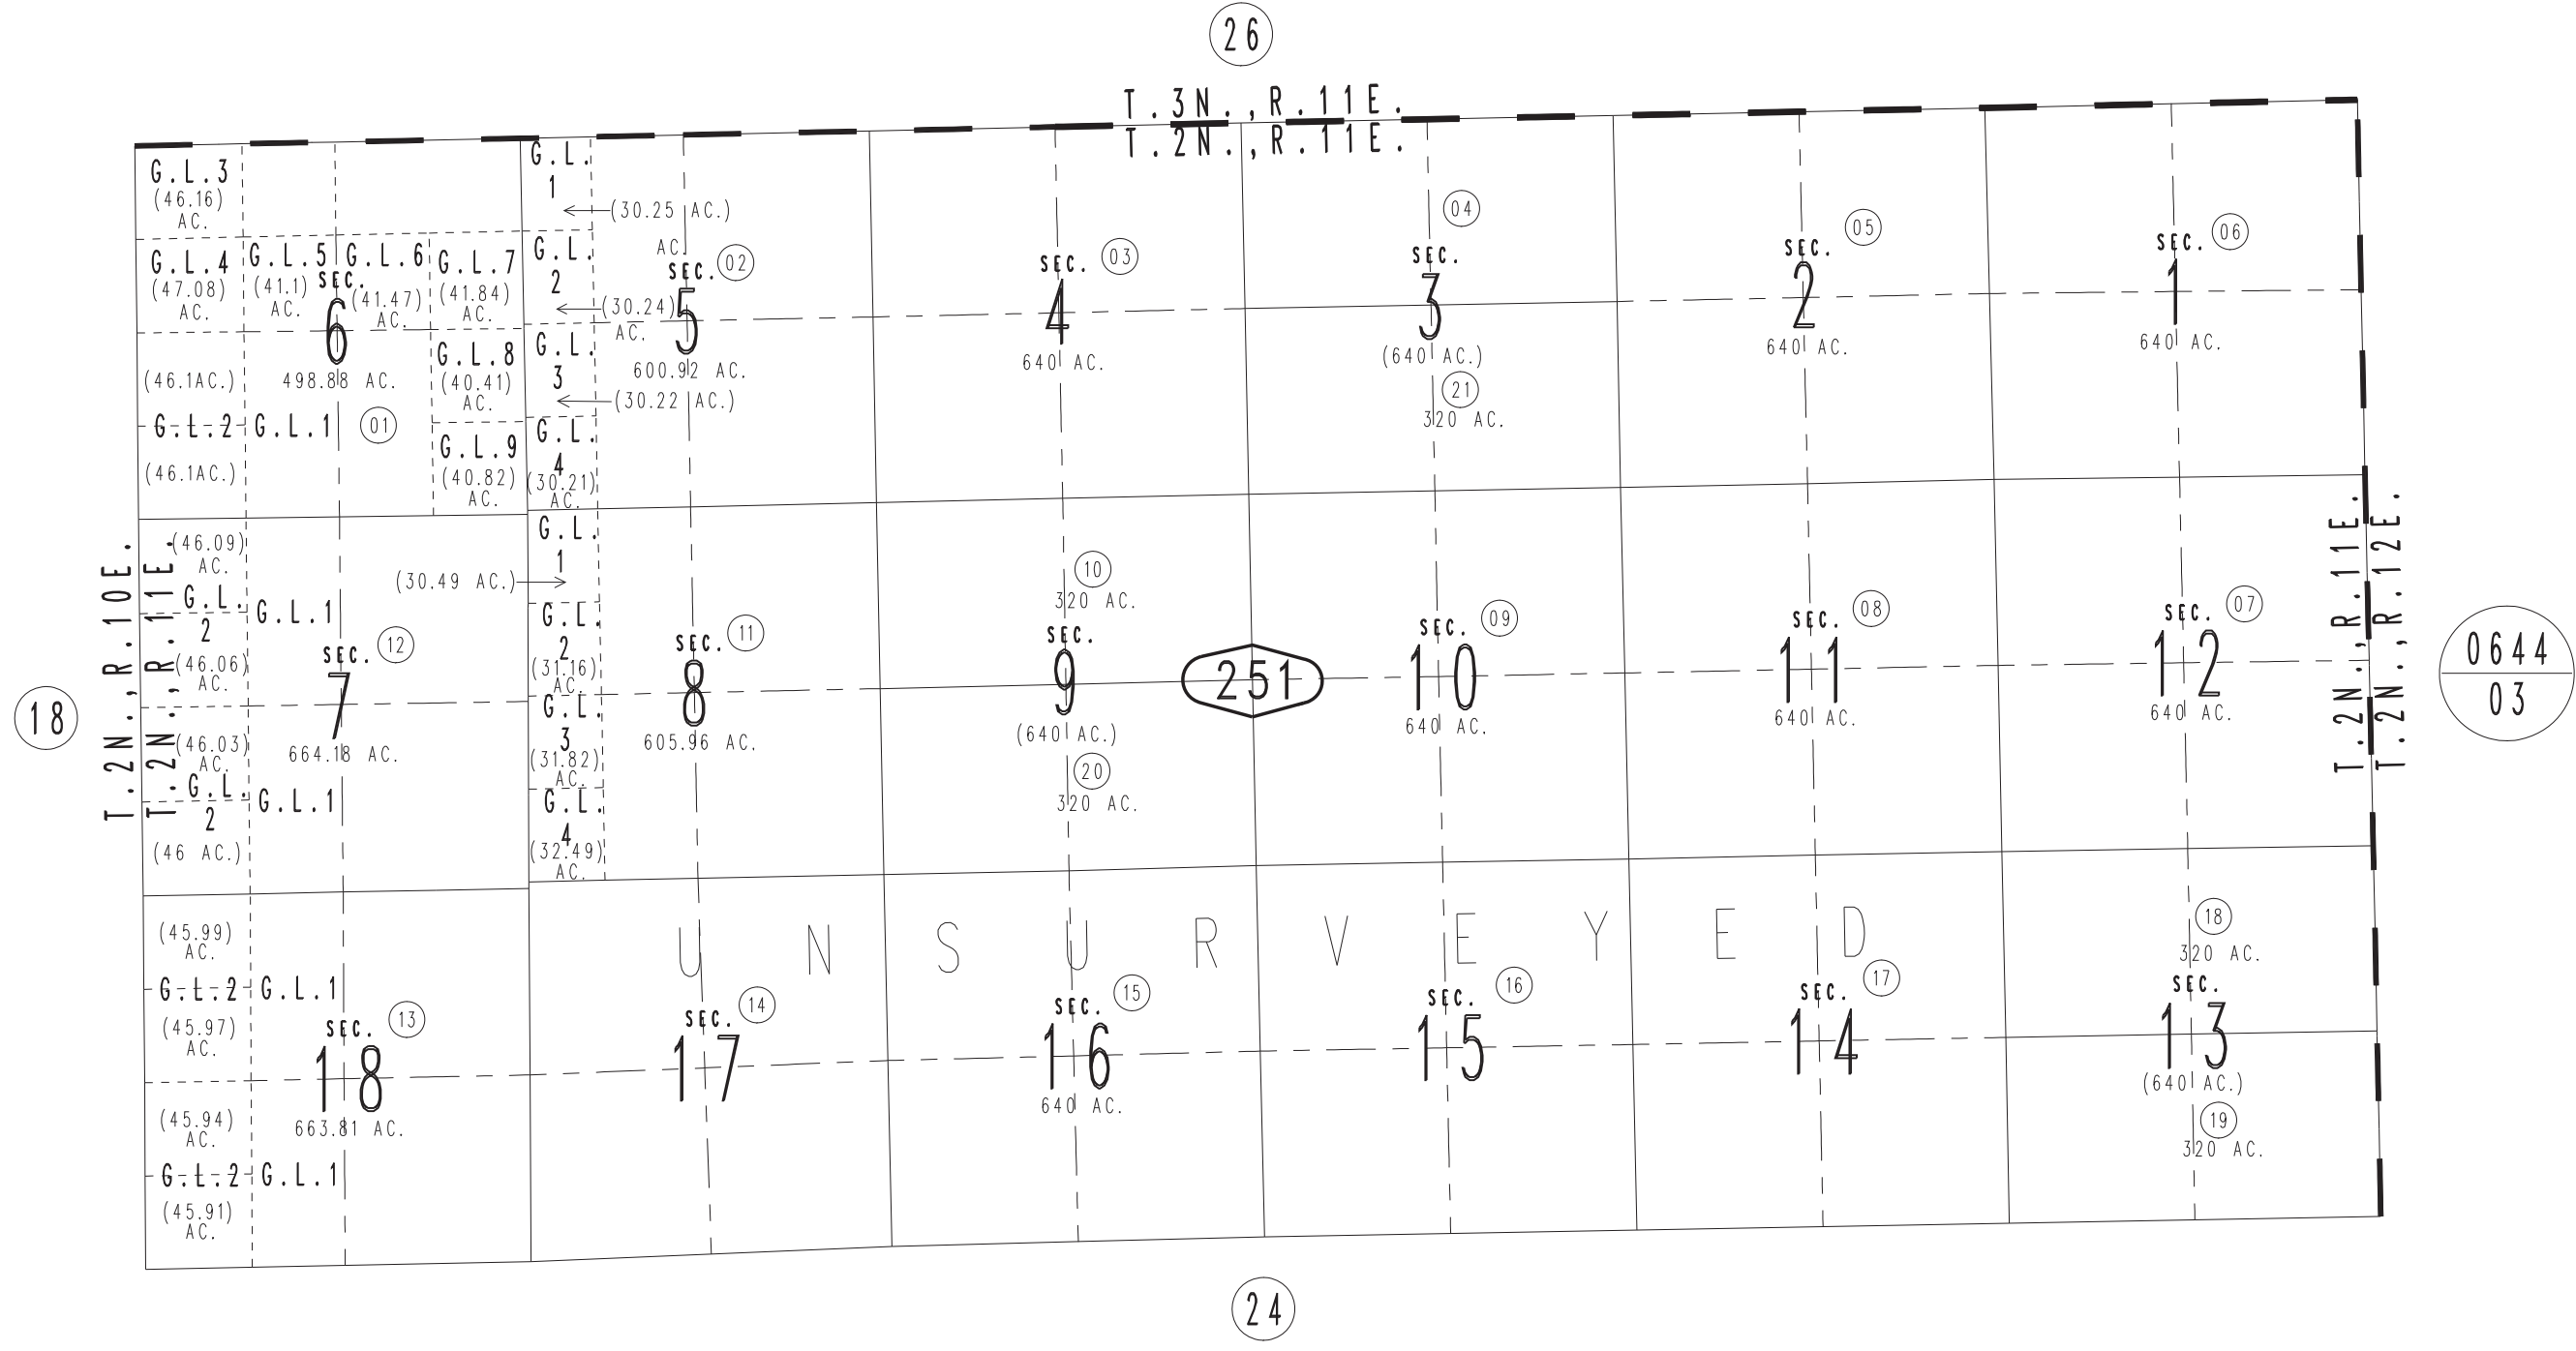 26
T.3N.,R.11E.
T.2N.,R.11E.
G.L.3
(46.16)
AC.
G.L.4
(47.08)
AC.
G.L.5
(41.1)
AC.
G.L.6
(41.47)
AC.
G.L.7
(41.84)
AC.
SEC.
6
498.88 AC.
01
G.L.8
(40.41)
AC.
G.L.9
(40.82)
AC.
(46.1AC.)
G.L.2
G.L.1
(46.1AC.)
G.L.
1
(30.25 AC.)
AC.
G.L.
2
(30.24)
AC.
G.L.
3
(30.22 AC.)
G.L.
4
(30.21)
AC.
SEC.
02
5
600.92 AC.
SEC.
03
4
640 AC.
04
SEC.
3
(640 AC.)
21
320 AC.
05
SEC.
2
640 AC.
06
SEC.
1
640 AC.
T.2N.,R.10E.
T.2N.,R.11E.
18
(46.09)
AC.
G.L.
2
G.L.1
(46.06)
AC.
SEC.
12
7
664.18 AC.
(46.03)
AC.
G.L.
2
G.L.1
(46 AC.)
G.L.
1
(30.49 AC.)
G.L.
2
(31.16)
AC.
G.L.
3
(31.82)
AC.
G.L.
4
(32.49)
AC.
SEC.
11
8
605.96 AC.
10
320 AC.
SEC.
9
(640 AC.)
20
320 AC.
251
SEC.
09
10
640 AC.
SEC.
08
11
640 AC.
SEC.
07
12
640 AC.
T.2N.,R.11E.
T.2N.,R.12E.
0644
03
UNSURVEYED
(45.99)
AC.
G.L.2
G.L.1
(45.97)
AC.
SEC.
13
18
663.81 AC.
(45.94)
AC.
G.L.2
G.L.1
(45.91)
AC.
SEC.
14
17
SEC.
15
16
640 AC.
SEC.
16
15
SEC.
17
14
18
320 AC.
SEC.
13
(640 AC.)
19
320 AC.
24